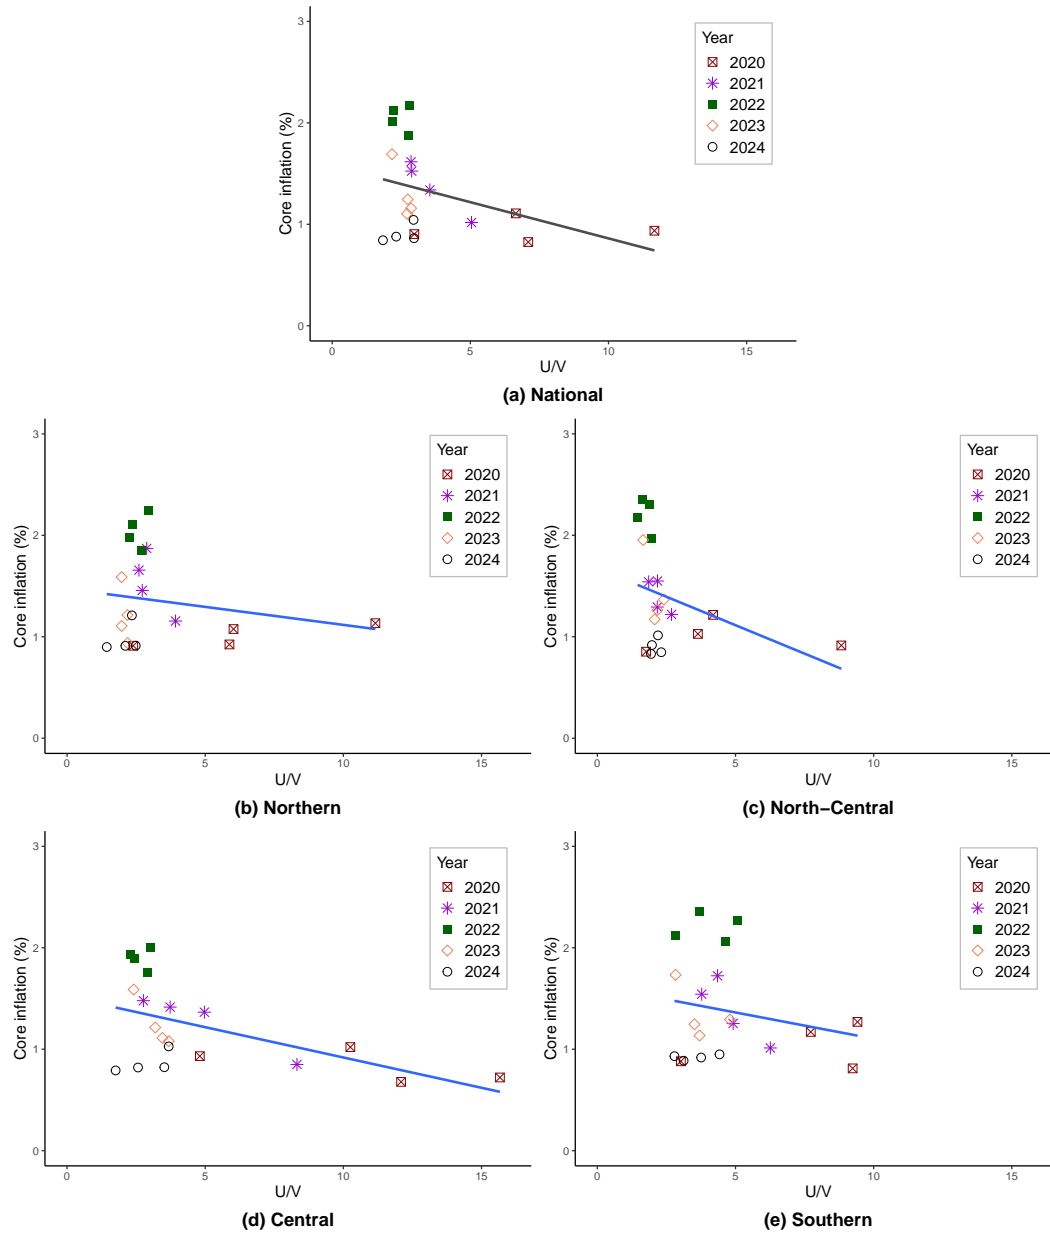 3
2
1
0
Core inflation (%)
Year
2020
2021
2022
2023
2024
0 5 10 15
U/V
(a) National
3
2
1
0
Core inflation (%)
Year
2020
2021
2022
2023
2024
0 5 10 15
U/V
(b) Northern
3
2
1
0
Core inflation (%)
Year
2020
2021
2022
2023
2024
0 5 10 15
U/V
(c) North−Central
3
2
1
0
Core inflation (%)
Year
2020
2021
2022
2023
2024
0 5 10 15
U/V
(d) Central
3
2
1
0
Core inflation (%)
Year
2020
2021
2022
2023
2024
0 5 10 15
U/V
(e) Southern